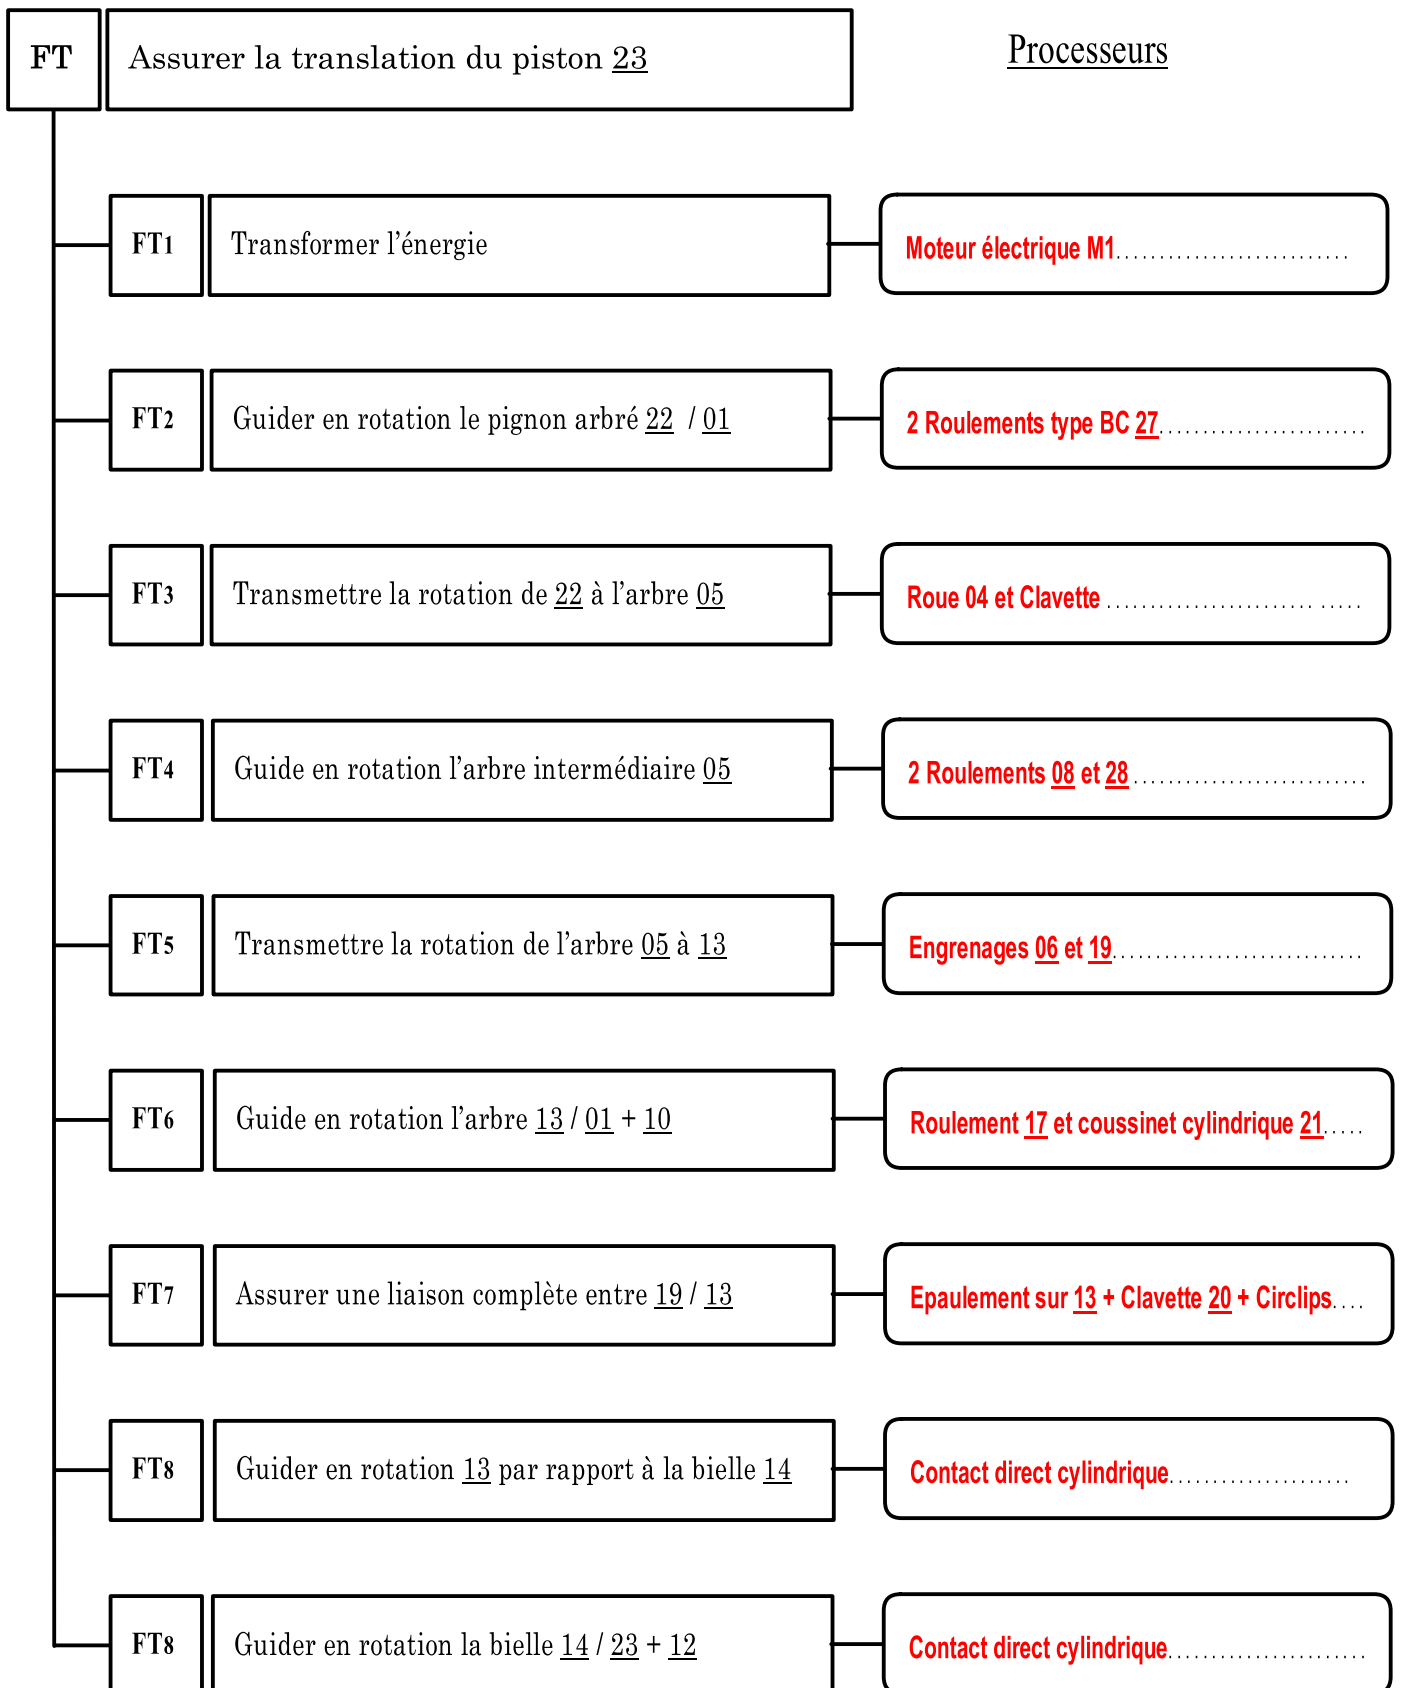 FT Assurer la translation du piston 23 Processeurs
FT1 Transformer l’énergie Moteur électrique M1...........................
FT2 Guider en rotation le pignon arbré 22 / 01 2 Roulements type BC 27........................
FT3 Transmettre la rotation de 22 à l’arbre 05 Roue 04 et Clavette ........................ .....
FT4 Guide en rotation l’arbre intermédiaire 05 2 Roulements 08 et 28 ...........................
FT5 Transmettre la rotation de l’arbre 05 à 13 Engrenages 06 et 19.............................
FT6 Guide en rotation l’arbre 13 / 01 + 10 Roulement 17 et coussinet cylindrique 21.....
FT7 Assurer une liaison complète entre 19 / 13 Epaulement sur 13 + Clavette 20 + Circlips....
FT8 Guider en rotation 13 par rapport à la bielle 14 Contact direct cylindrique.....................
FT8 Guider en rotation la bielle 14 / 23 + 12 Contact direct cylindrique.......................